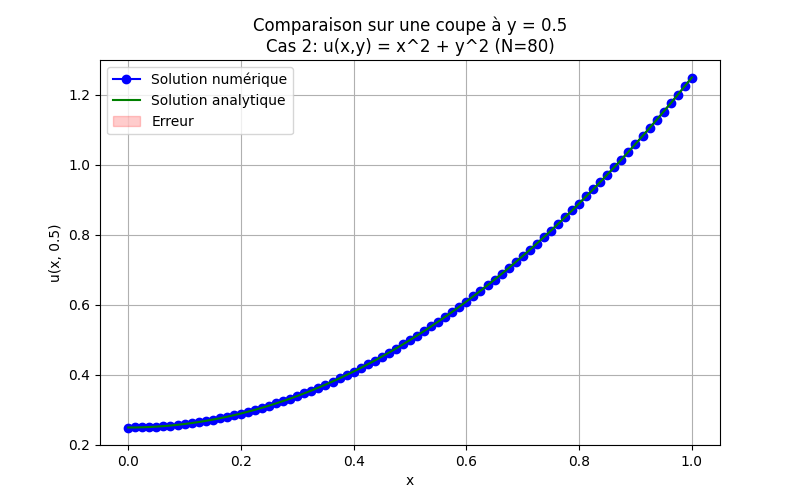 Comparaison sur une coupe à y = 0.5
Cas 2: u(x,y) = x^2 + y^2 (N=80)
Solution numérique
Solution analytique
Erreur
u(x, 0.5)
1.2
1.0
0.8
0.6
0.4
0.2
0.0 0.2 0.4 0.6 0.8 1.0
x